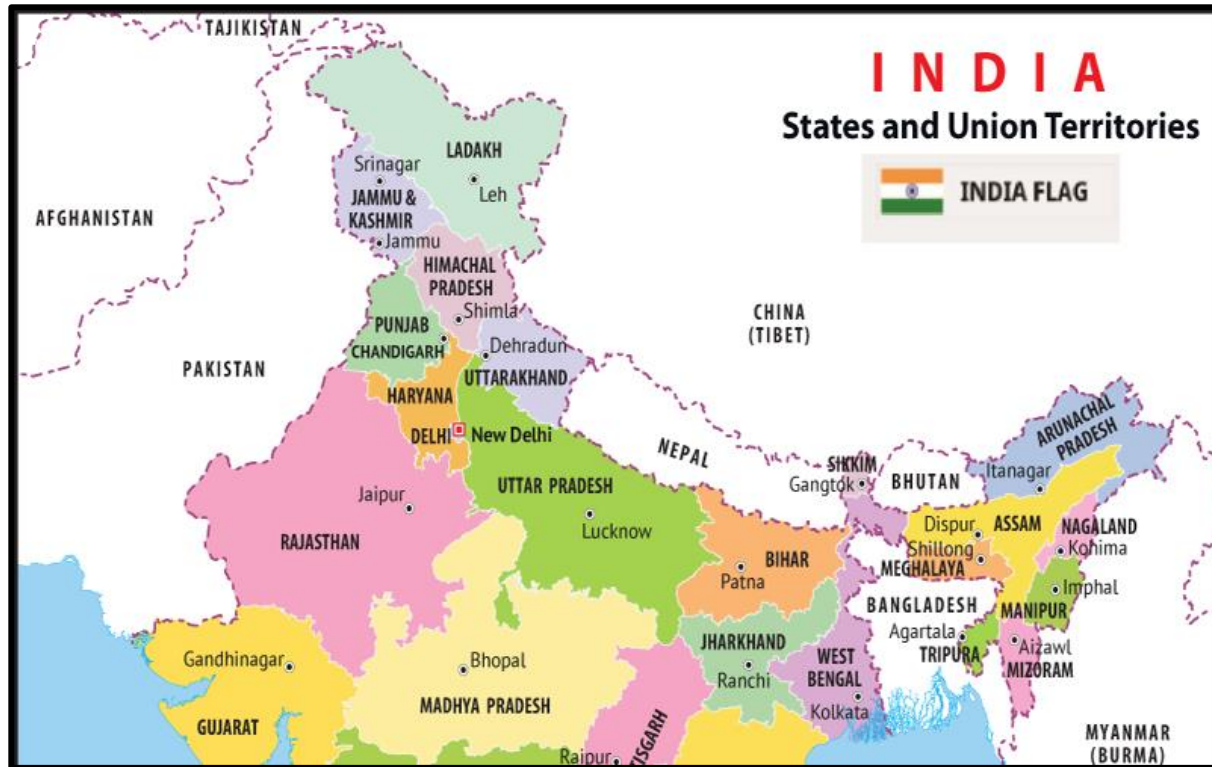 TAJIKISTAN
INDIA
States and Union Territories
INDIA FLAG
AFGHANISTAN
LADAKH
Srinagar
Leh
JAMMU &
KASHMIR
Jammu
HIMACHAL
PRADESH
Shimla
CHINA
(TIBET)
PUNJAB
CHANDIGARH
Dehradun
UTTARAKHAND
PAKISTAN
HARYANA
DELHI
New Delhi
NEPAL
SIKKIM
Gangtok
BHUTAN
ARUNACHAL
PRADESH
Itanagar
UTTAR PRADESH
Lucknow
Jaipur
RAJASTHAN
Dispur
ASSAM
NAGALAND
Shillong
Kohima
MEGHALAYA
BIHAR
Patna
Imphal
BANGLADESH
MANIPUR
Agartala
TRIPURA
Aizawl
MIZORAM
JHARKHAND
Ranchi
WEST
BENGAL
Kolkata
Gandhinagar
GUJARAT
Bhopal
MADHYA PRADESH
TISGARH
Raipur
MYANMAR
(BURMA)